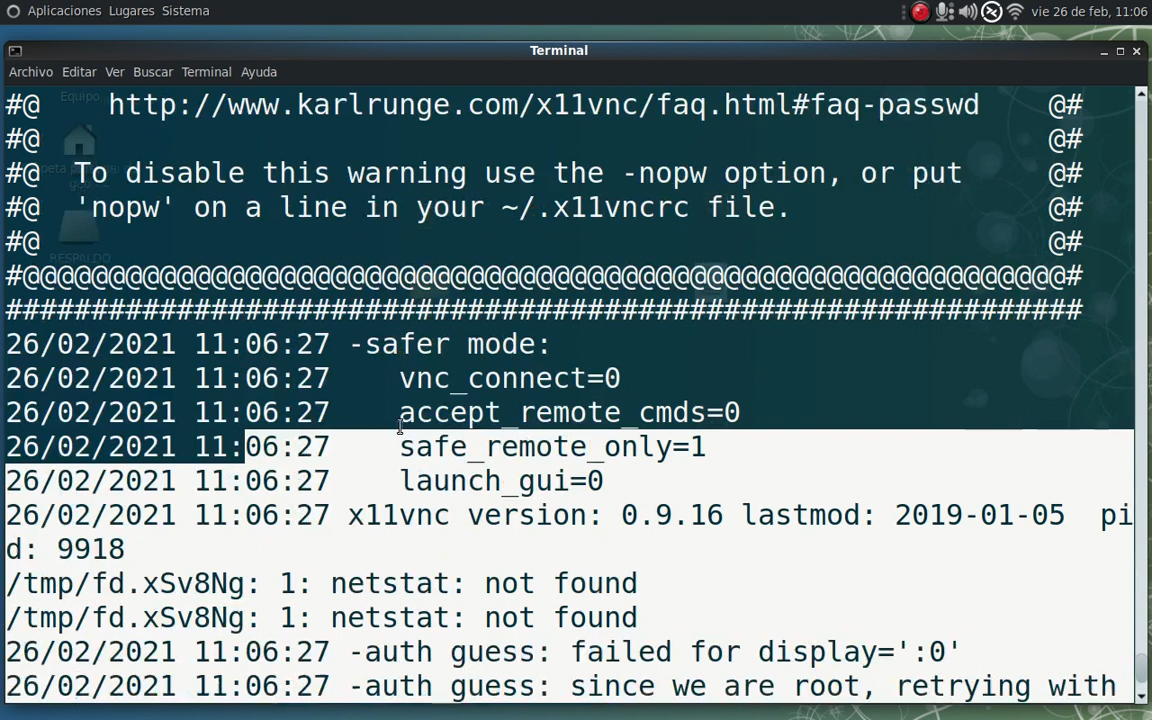 Aplicaciones Lugares Sistema
vie 26 de feb, 11:06
Terminal
Archivo Editar Ver Buscar Terminal Ayuda
Equipo
RESPALDO
#@    http://www.karlrunge.com/x11vnc/faq.html#faq-passwd    @#
#@    @#
#@  To disable this warning use the -nopw option, or put    @#
#@  'nopw' on a line in your ~/.x11vncrc file.    @#
#@    @#
#@@@@@@@@@@@@@@@@@@@@@@@@@@@@@@@@@@@@@@@@@@@@@@@@@@@@@@@@@@@@@#
###############################################################
26/02/2021 11:06:27 -safer mode:
26/02/2021 11:06:27    vnc_connect=0
26/02/2021 11:06:27    accept_remote_cmds=0
26/02/2021 11:06:27    safe_remote_only=1
26/02/2021 11:06:27    launch_gui=0
26/02/2021 11:06:27 x11vnc version: 0.9.16 lastmod: 2019-01-05  pi
d: 9918
/tmp/fd.xSv8Ng: 1: netstat: not found
/tmp/fd.xSv8Ng: 1: netstat: not found
26/02/2021 11:06:27 -auth guess: failed for display=':0'
26/02/2021 11:06:27 -auth guess: since we are root, retrying with